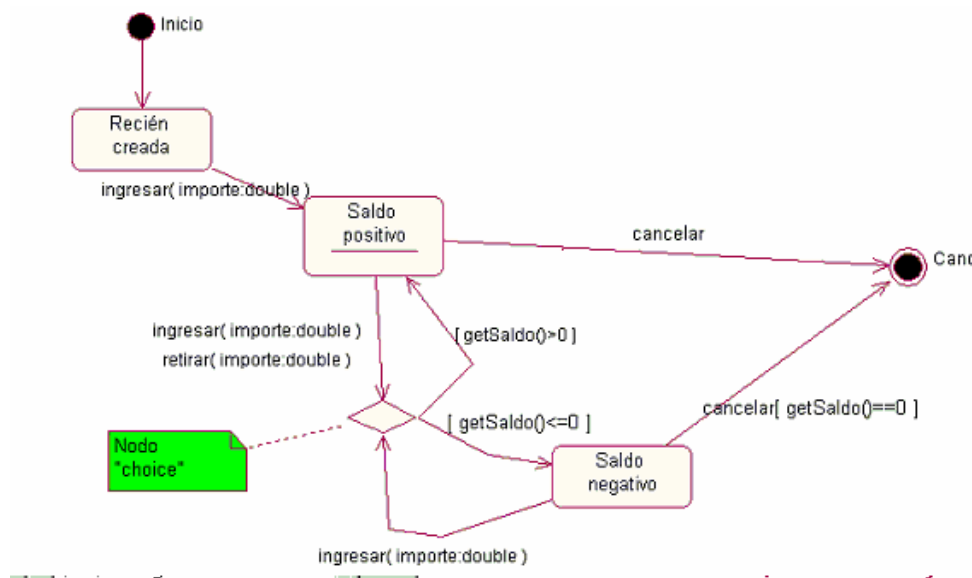 Inicio
Recién
creada
ingresar( importe:double )
Saldo
positivo
cancelar
ingresar( importe:double )
retirar( importe:double )
[ getSaldo()>0 ]
[ getSaldo()<=0 ]
cancelar[ getSaldo()==0 ]
Nodo
"choice"
Saldo
negativo
ingresar( importe:double )